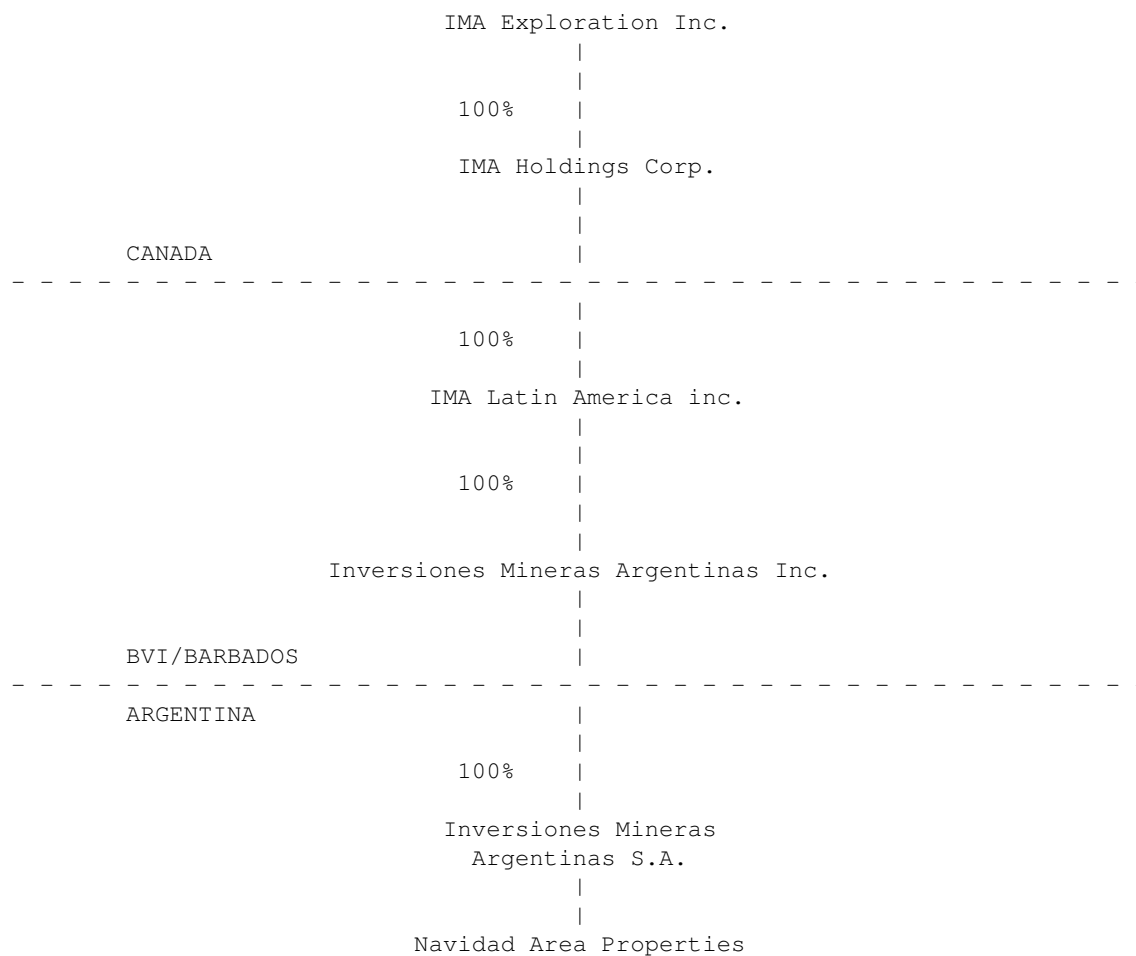 IMA Exploration Inc.
|
|
100% |
|
IMA Holdings Corp.
|
|
CANADA |
- - - - - - - - - - - - - - - - - - - - - - - - - - - - - - - - - - - - - - -
|
100% |
|
IMA Latin America inc.
|
|
100% |
|
|
Inversiones Mineras Argentinas Inc.
|
|
BVI/BARBADOS |
- - - - - - - - - - - - - - - - - - - - - - - - - - - - - - - - - - - - - - -
ARGENTINA |
|
100% |
|
Inversiones Mineras
Argentinas S.A.
|
|
Navidad Area Properties